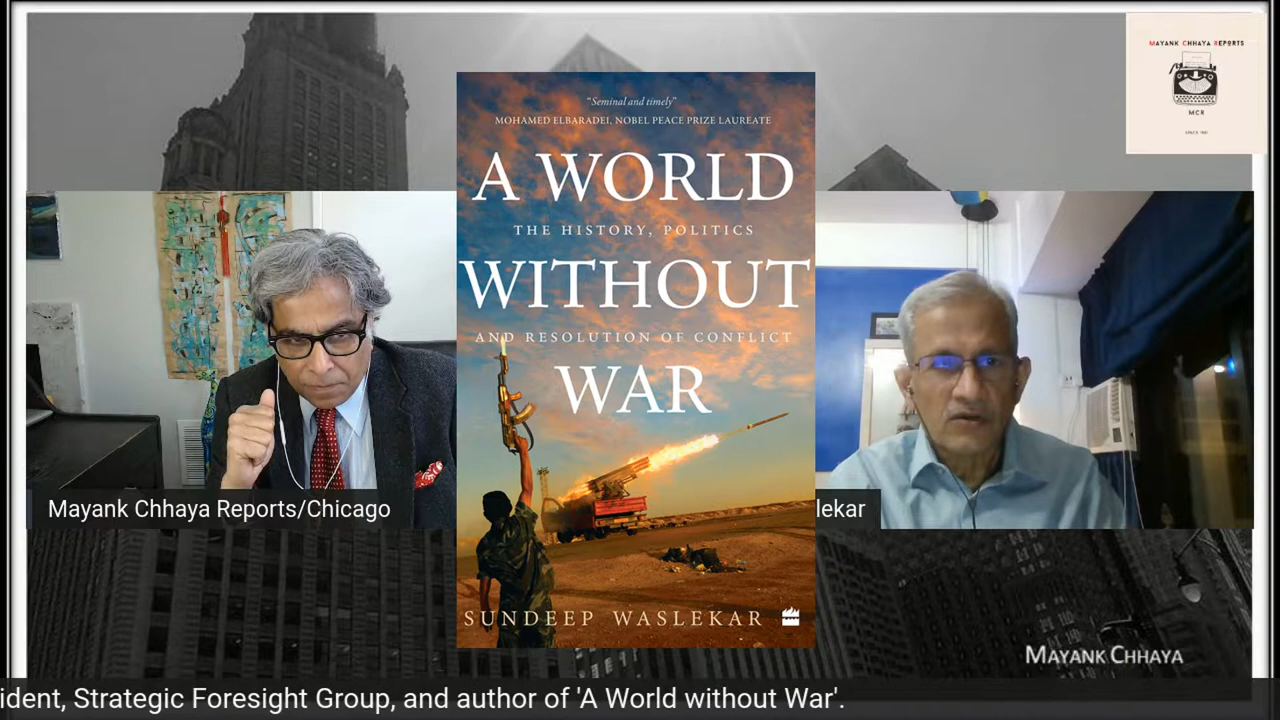 MAYANK CHHAYA REPORTS
MCR
"Seminal and timely"
MOHAMED ELBARADEI, NOBEL PEACE PRIZE LAUREATE
A WORLD
THE HISTORY, POLITICS
WITHOUT
AND RESOLUTION OF CONFLICT
WAR
Mayank Chhaya Reports/Chicago
lekar
SUNDEEP WASLEKAR
MAYANK CHHAYA
ident, Strategic Foresight Group, and author of 'A World without War'.